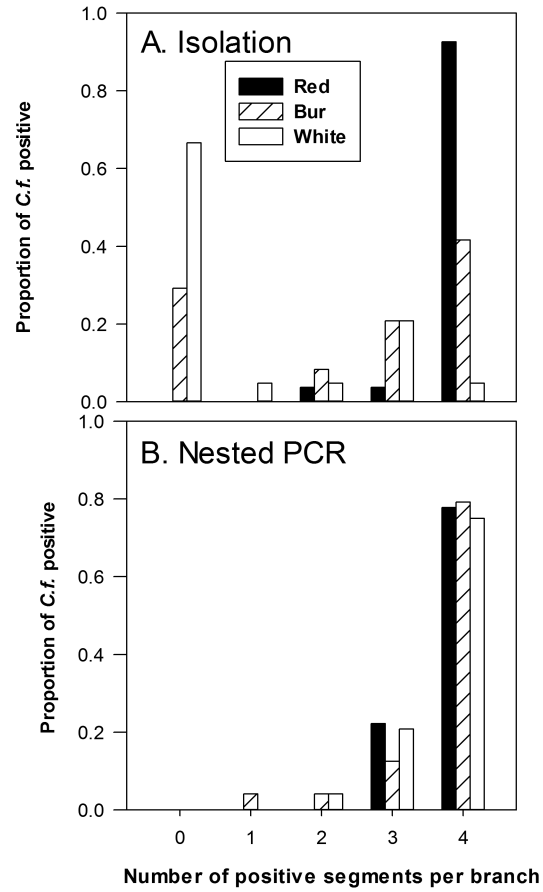 A. Isolation
Red
Bur
White
Proportion of C.f. positive
1.0
0.8
0.6
0.4
0.2
0.0
B. Nested PCR
Proportion of C.f. positive
1.0
0.8
0.6
0.4
0.2
0.0
0 1 2 3 4
Number of positive segments per branch